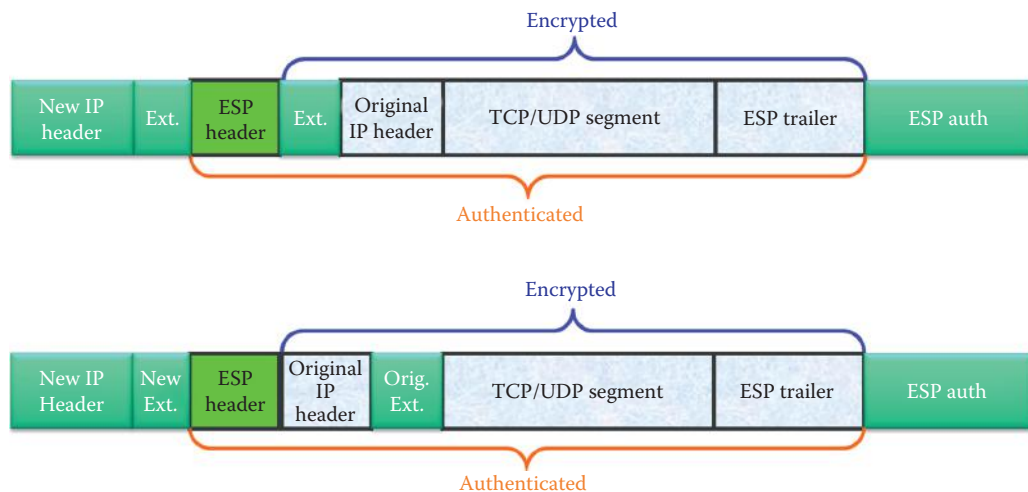 Encrypted
New IP
header
Ext.
ESP
header
Ext.
Original
IP header
TCP/UDP segment
ESP trailer
ESP auth
Authenticated
Encrypted
New IP
Header
New
Ext.
ESP
header
Original
IP
header
Orig.
Ext.
TCP/UDP segment
ESP trailer
ESP auth
Authenticated